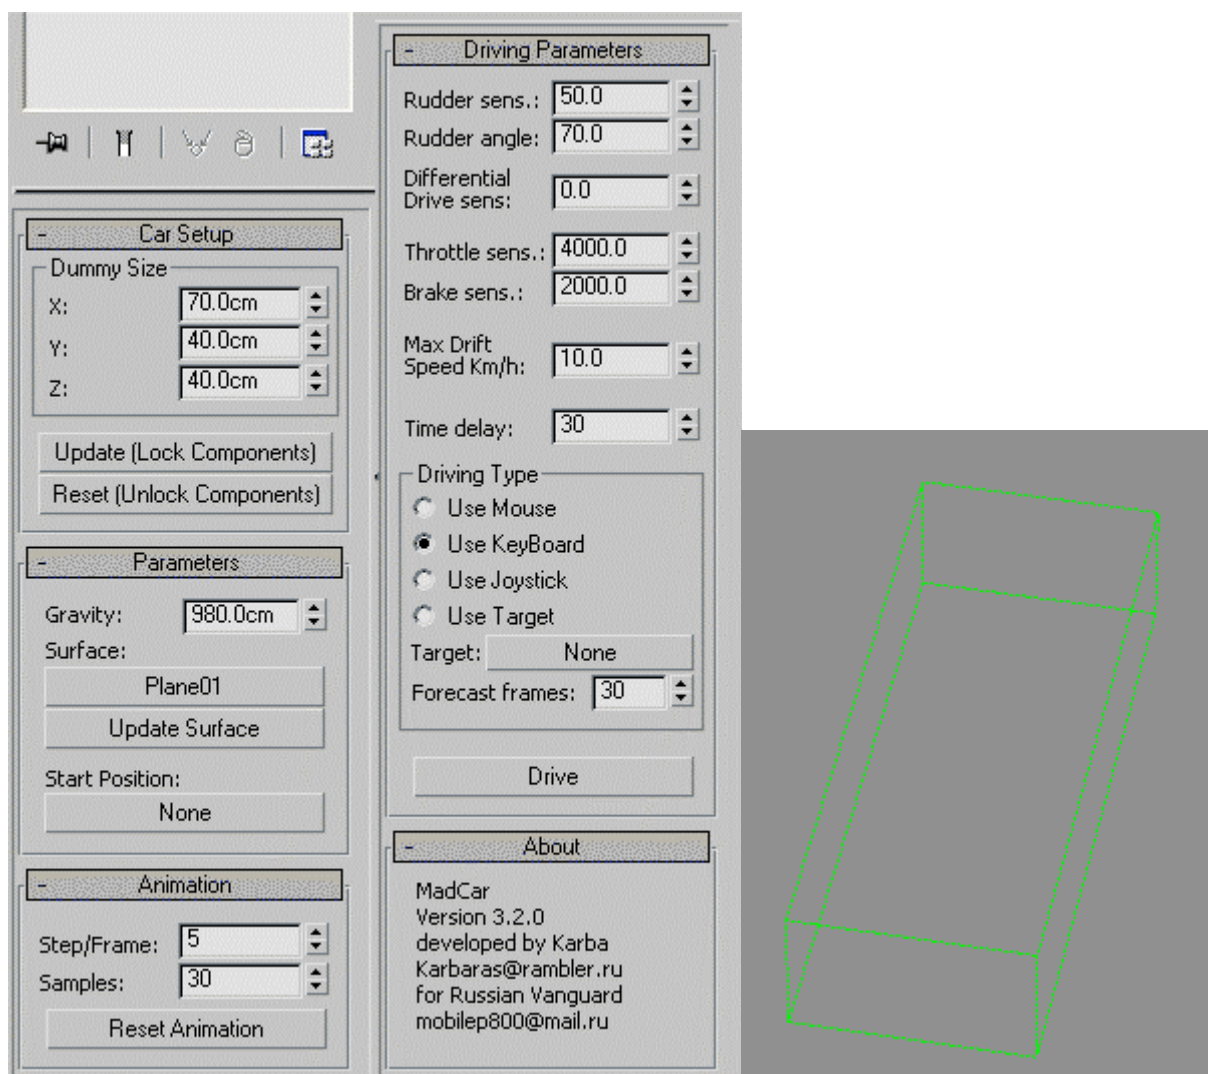 Car Setup
Dummy Size
X: 70.0cm
Y: 40.0cm
Z: 40.0cm
Update (Lock Components)
Reset (Unlock Components)
Parameters
Gravity: 980.0cm
Surface:
Plane01
Update Surface
Start Position:
None
Animation
Step/Frame: 5
Samples: 30
Reset Animation
Driving Parameters
Rudder sens.: 50.0
Rudder angle: 70.0
Differential
Drive sens: 0.0
Throttle sens.: 4000.0
Brake sens.: 2000.0
Max Drift
Speed Km/h: 10.0
Time delay: 30
Driving Type
Use Mouse
Use KeyBoard
Use Joystick
Use Target
Target: None
Forecast frames: 30
Drive
About
MadCar
Version 3.2.0
developed by Karba
Karbaras@rambler.ru
for Russian Vanguard
mobilep800@mail.ru